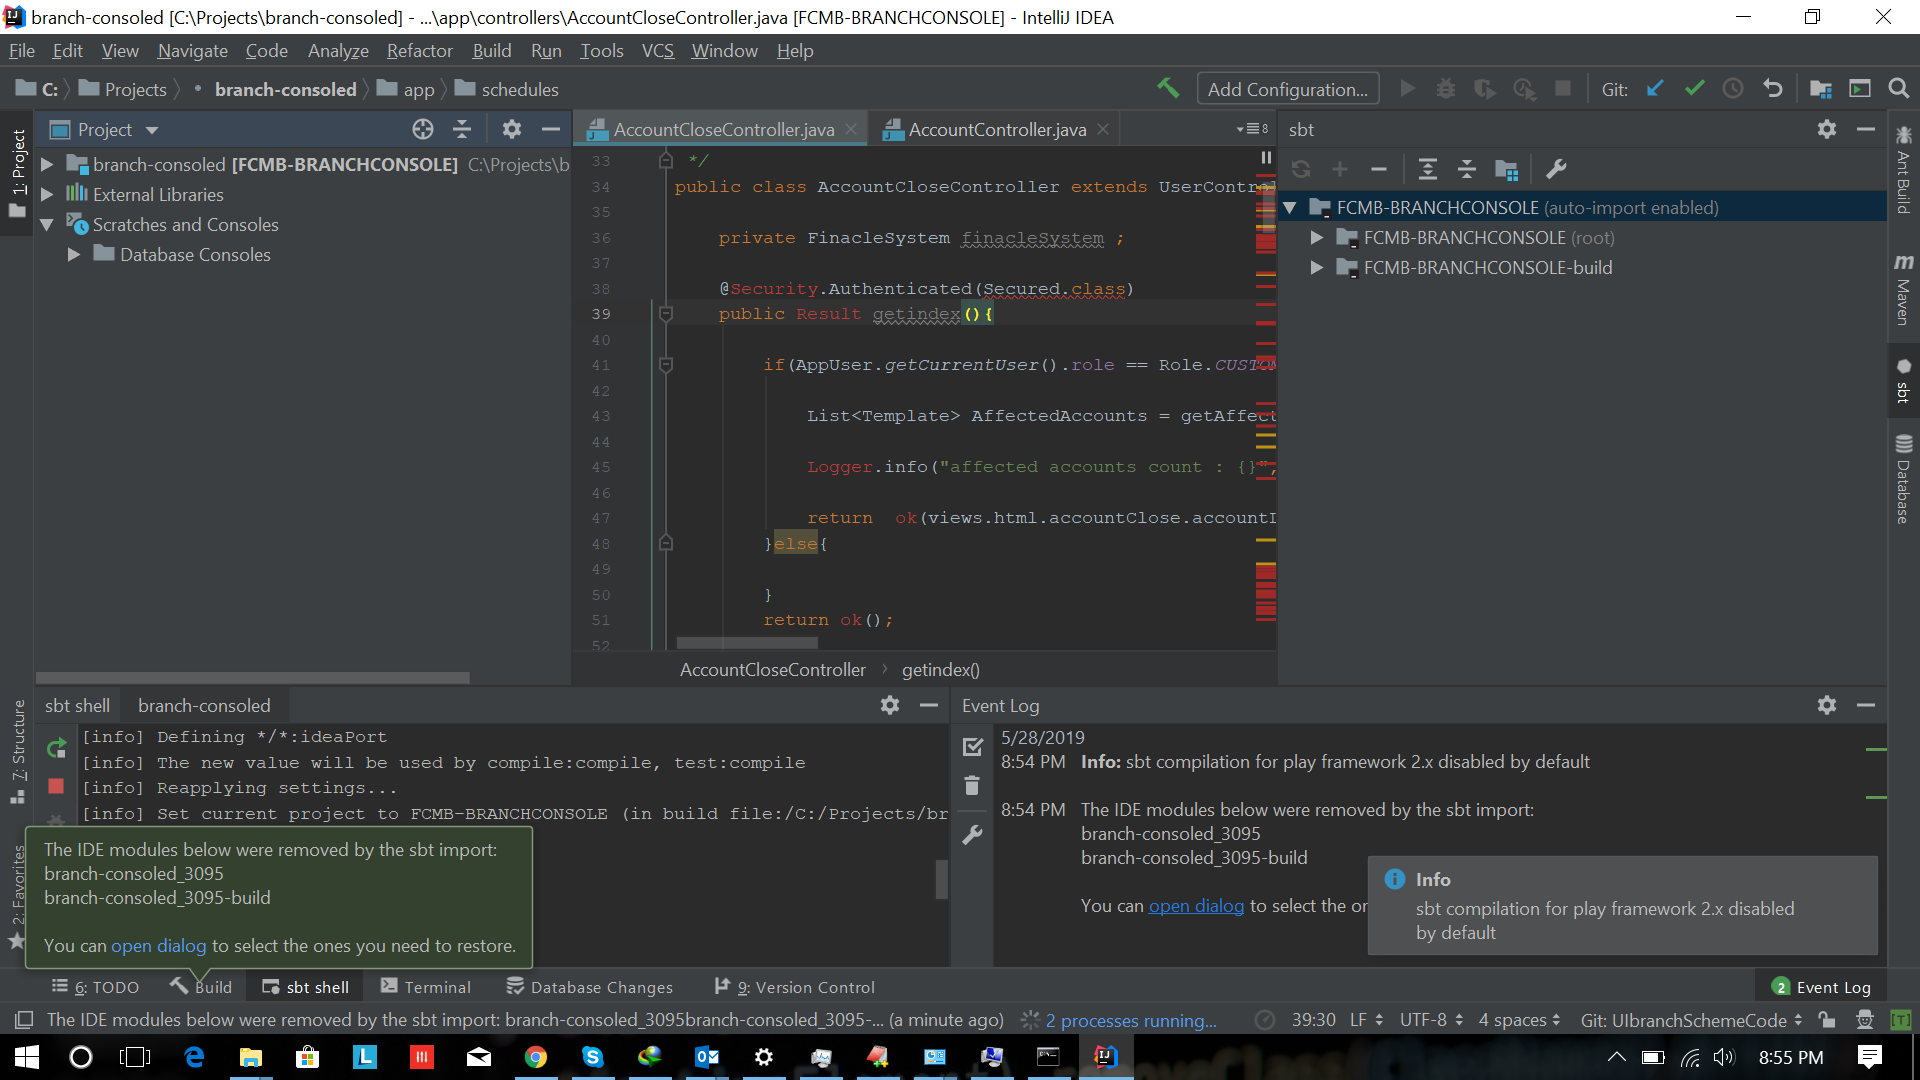 branch-consoled [C:\Projects\branch-consoled] - ...\app\controllers\AccountCloseController.java [FCMB-BRANCHCONSOLE] - IntelliJ IDEA
File Edit View Navigate Code Analyze Refactor Build Run Tools VCS Window Help
C: Projects branch-consoled app schedules
Add Configuration...
Git:
1: Project
Project
branch-consoled [FCMB-BRANCHCONSOLE] C:\Projects\b
External Libraries
Scratches and Consoles
Database Consoles
AccountCloseController.java
AccountController.java
8
33 */
34 public class AccountCloseController extends UserControl
35
36 private FinacleSystem finacleSystem ;
37
38 @Security.Authenticated(Secured.class)
39 public Result getindex(){
40
41 if(AppUser.getCurrentUser().role == Role.CUSTOM
42
43 List<Template> AffectedAccounts = getAffect
44
45 Logger.info("affected accounts count : {}",
46
47 return ok(views.html.accountClose.accountI
48 }else{
49
50 }
51 return ok();
52
AccountCloseController getindex()
sbt
FCMB-BRANCHCONSOLE (auto-import enabled)
FCMB-BRANCHCONSOLE (root)
FCMB-BRANCHCONSOLE-build
Ant Build
Maven
sbt
Database
7: Structure
2: Favorites
sbt shell branch-consoled
[info] Defining */*:ideaPort
[info] The new value will be used by compile:compile, test:compile
[info] Reapplying settings...
[info] Set current project to FCMB-BRANCHCONSOLE (in build file:/C:/Projects/br
The IDE modules below were removed by the sbt import:
branch-consoled_3095
branch-consoled_3095-build
You can open dialog to select the ones you need to restore.
Event Log
5/28/2019
8:54 PM Info: sbt compilation for play framework 2.x disabled by default
8:54 PM The IDE modules below were removed by the sbt import:
branch-consoled_3095
branch-consoled_3095-build
You can open dialog to select the or
Info
sbt compilation for play framework 2.x disabled
by default
6: TODO Build sbt shell Terminal Database Changes 9: Version Control
2 Event Log
The IDE modules below were removed by the sbt import: branch-consoled_3095branch-consoled_3095-... (a minute ago)
2 processes running...
39:30 LF UTF-8 4 spaces Git: UIbranchSchemeCode
[T]
8:55 PM